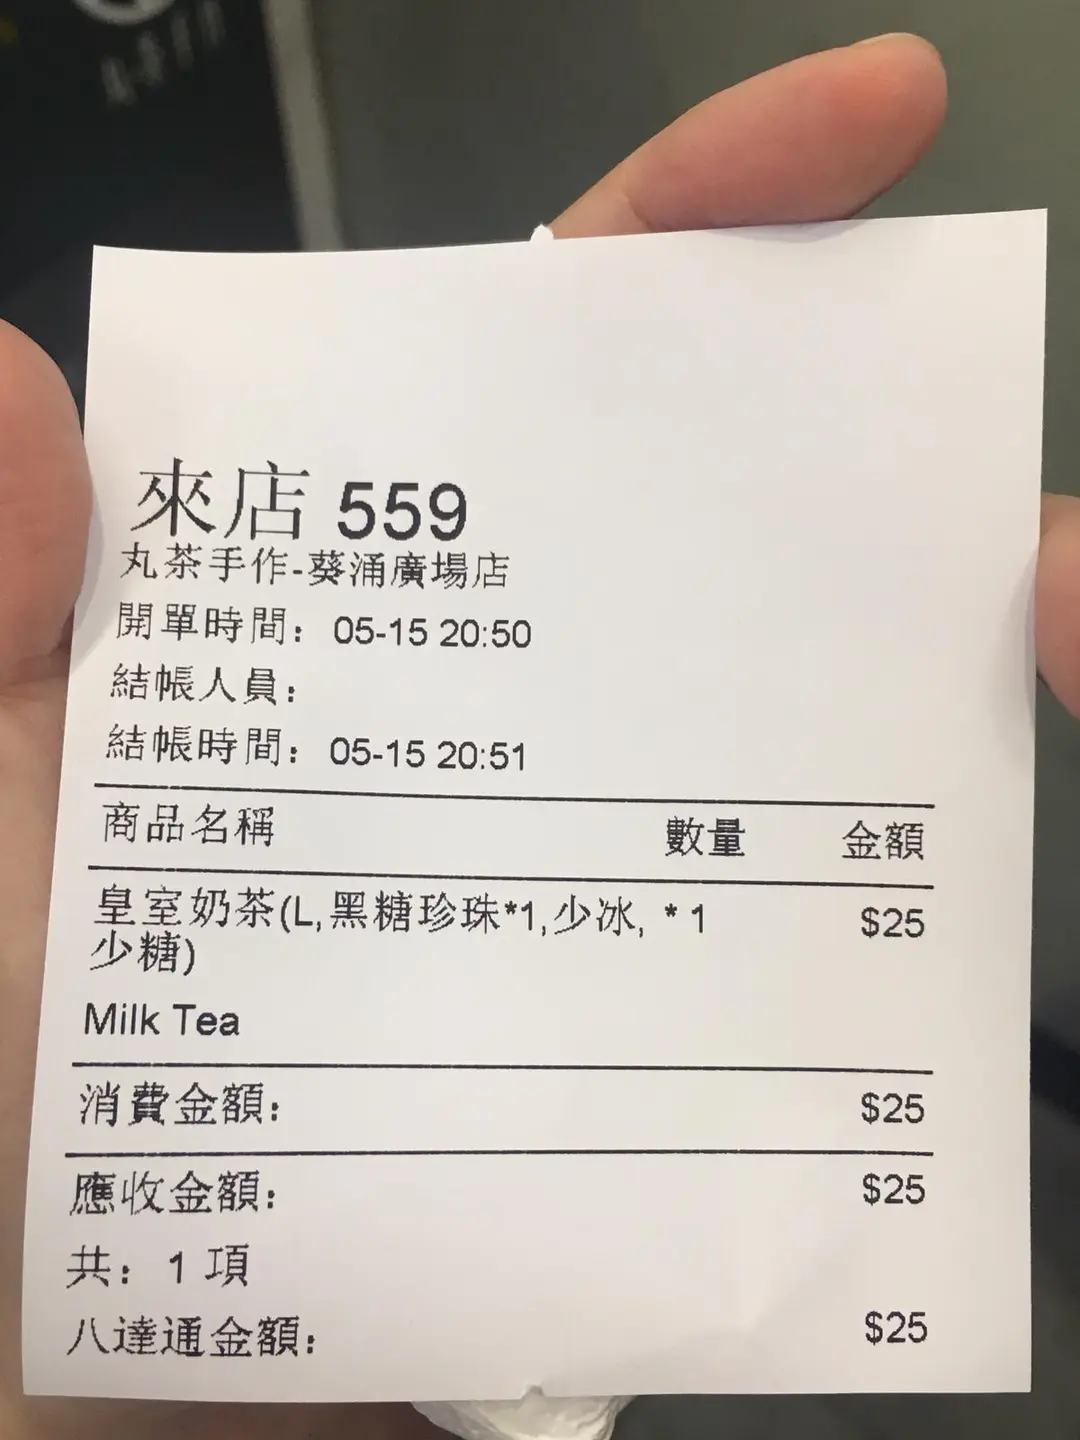 來店 559
丸茶手作-葵涌廣場店
開單時間：05-15 20:50
結帳人員：
結帳時間：05-15 20:51
商品名稱 數量 金額
皇室奶茶(L,黑糖珍珠*1,少冰, * 1 $25
少糖)
Milk Tea
消費金額： $25
應收金額： $25
共：1 項
八達通金額： $25